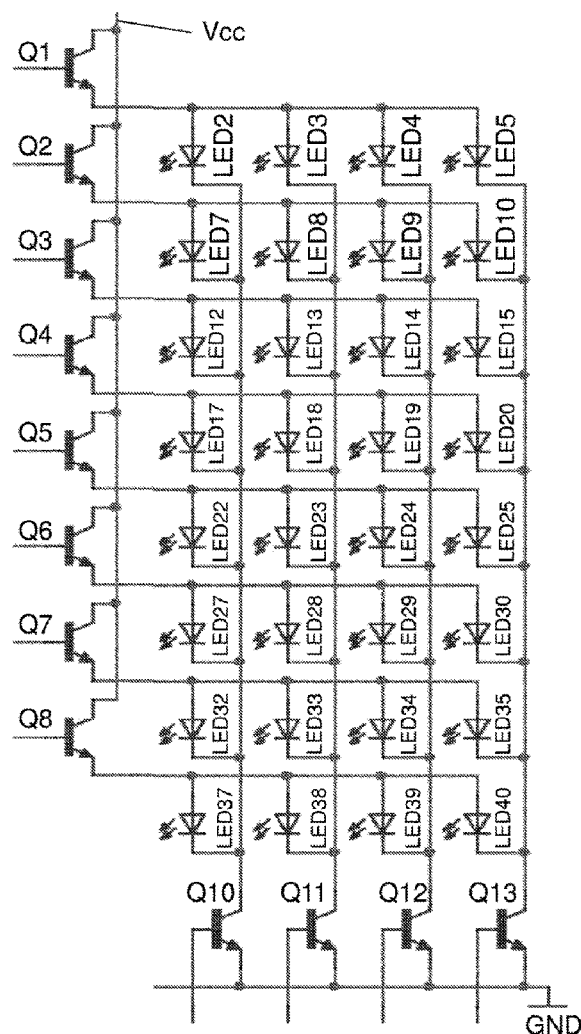 Vcc
Q1
LED2 LED3 LED4 LED5
Q2
LED7 LED8 LED9 LED10
Q3
LED12 LED13 LED14 LED15
Q4
LED17 LED18 LED19 LED20
Q5
LED22 LED23 LED24 LED25
Q6
LED27 LED28 LED29 LED30
Q7
LED32 LED33 LED34 LED35
Q8
LED37 LED38 LED39 LED40
Q10 Q11 Q12 Q13
GND